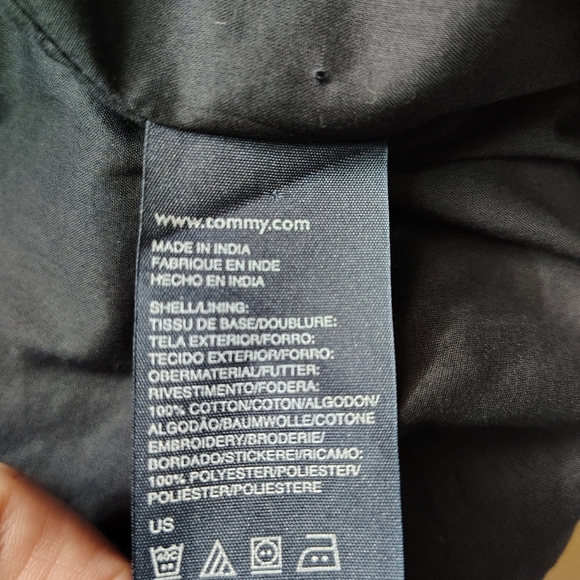 www.tommy.com
MADE IN INDIA
FABRIQUE EN INDE
HECHO EN INDIA
SHELL/LINING:
TISSU DE BASE/DOUBLURE:
TELA EXTERIOR/FORRO:
TECIDO EXTERIOR/FORRO:
OBERMATERIAL/FUTTER:
RIVESTIMENTO/FODERA:
100% COTTON/COTON/ALGODON/
ALGODÃO/BAUMWOLLE/COTONE
EMBROIDERY/BRODERIE/
BORDADO/STICKEREI/RICAMO:
100% POLYESTER/POLIESTER/
POLIÉSTER/POLIESTERE
US
40C